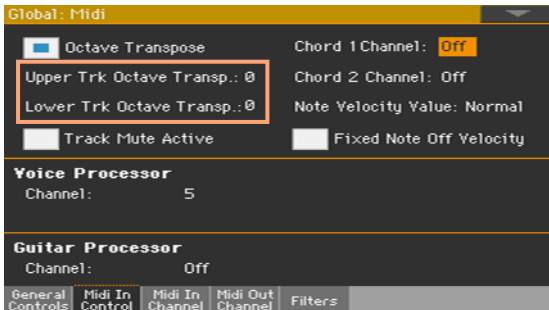 Global: Midi
Octave Transpose
Chord 1 Channel: Off
Upper Trk Octave Transp.: 0
Chord 2 Channel: Off
Lower Trk Octave Transp.: 0
Note Velocity Value: Normal
Track Mute Active
Fixed Note Off Velocity
Voice Processor
Channel: 5
Guitar Processor
Channel: Off
General Controls
Midi In Control
Midi In Channel
Midi Out Channel
Filters